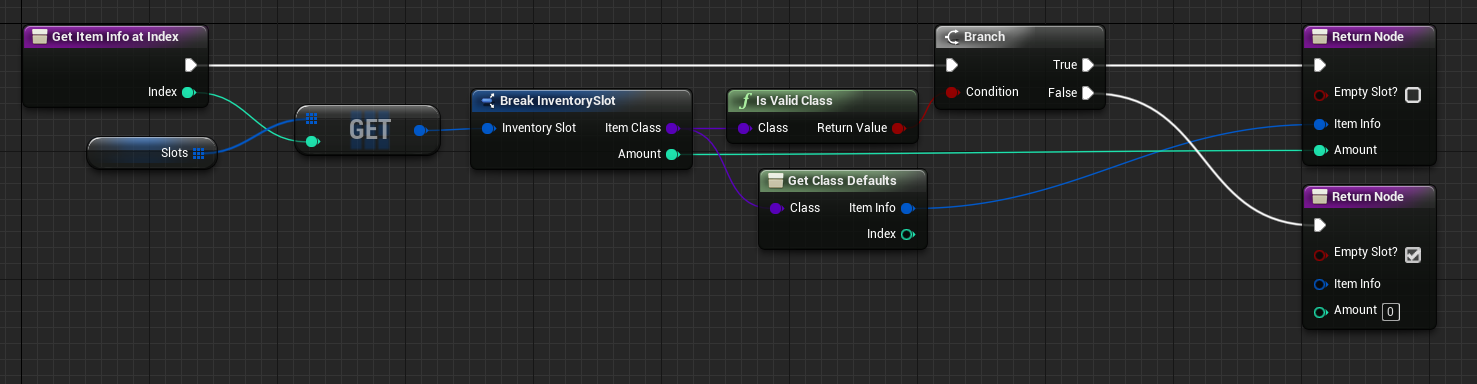 Get Item Info at Index
Index
Slots
GET
Break InventorySlot
Inventory Slot
Item Class
Amount
Is Valid Class
Class
Return Value
Get Class Defaults
Class
Item Info
Index
Branch
True
Condition
False
Return Node
Empty Slot?
Item Info
Amount
Return Node
Empty Slot?
Item Info
Amount 0